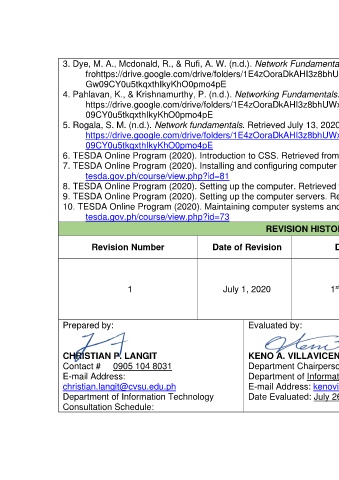 3. Dye, M. A., Mcdonald, R., & Rufi, A. W. (n.d.). Network Fundamenta
frohttps://drive.google.com/drive/folders/1E4zOoraDkAHI3z8bhU
Gw09CY0u5tkqxthIkyKhO0pmo4pE
4. Pahlavan, K., & Krishnamurthy, P. (n.d.). Networking Fundamentals.
https://drive.google.com/drive/folders/1E4zOoraDkAHI3z8bhUWx
09CY0u5tkqxthIkyKhO0pmo4pE
5. Rogala, S. M. (n.d.). Network fundamentals. Retrieved July 13, 2020
https://drive.google.com/drive/folders/1E4zOoraDkAHI3z8bhUWx
09CY0u5tkqxthIkyKhO0pmo4pE
6. TESDA Online Program (2020). Introduction to CSS. Retrieved from
7. TESDA Online Program (2020). Installing and configuring computer
tesda.gov.ph/course/view.php?id=81
8. TESDA Online Program (2020). Setting up the computer. Retrieved
9. TESDA Online Program (2020). Setting up the computer servers. Re
10. TESDA Online Program (2020). Maintaining computer systems and
tesda.gov.ph/course/view.php?id=73
REVISION HISTO
Revision Number Date of Revision D
1 July 1, 2020 1st
Prepared by: Evaluated by:
CHRISTIAN P. LANGIT KENO A. VILLAVICEN
Contact # 0905 104 8031 Department Chairperso
E-mail Address: Department of Informat
christian.langit@cvsu.edu.ph E-mail Address: kenovi
Department of Information Technology Date Evaluated: July 26
Consultation Schedule: